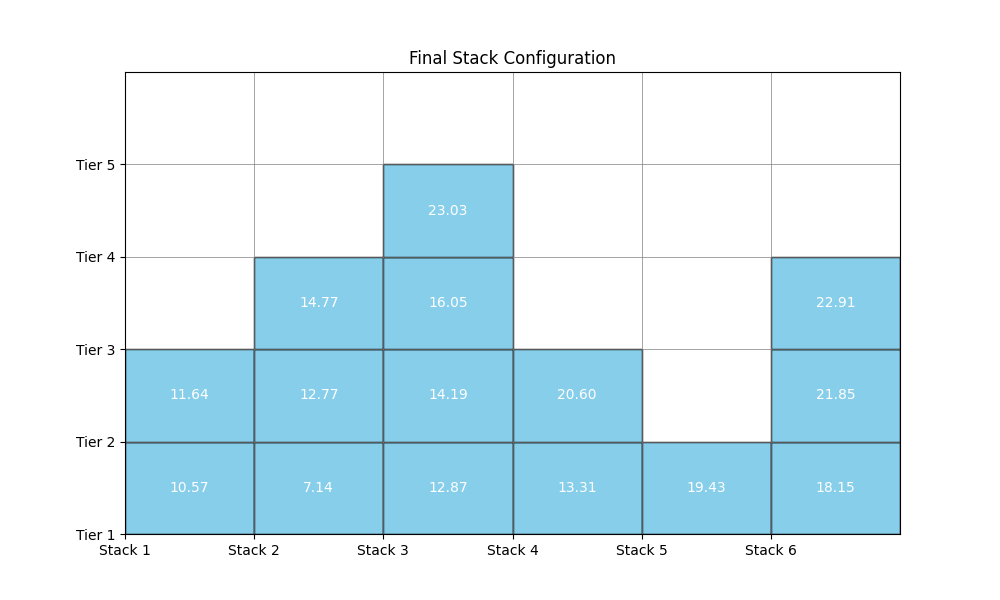 Final Stack Configuration
Tier 5
23.03
Tier 4
14.77 16.05 22.91
Tier 3
11.64 12.77 14.19 20.60 21.85
Tier 2
10.57 7.14 12.87 13.31 19.43 18.15
Tier 1
Stack 1 Stack 2 Stack 3 Stack 4 Stack 5 Stack 6